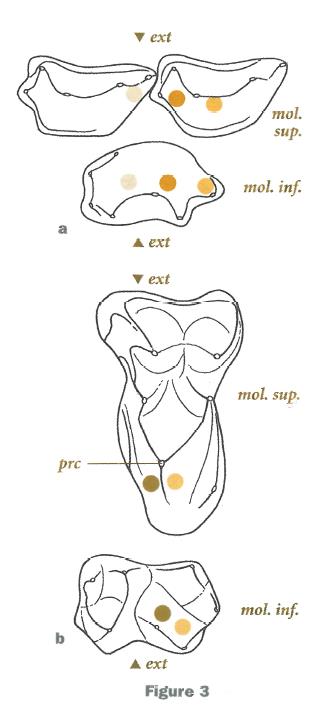 ▼ ext
mol.
sup.
mol. inf.
a
▲ ext
▼ ext
mol. sup.
prc
mol. inf.
b
▲ ext
Figure 3